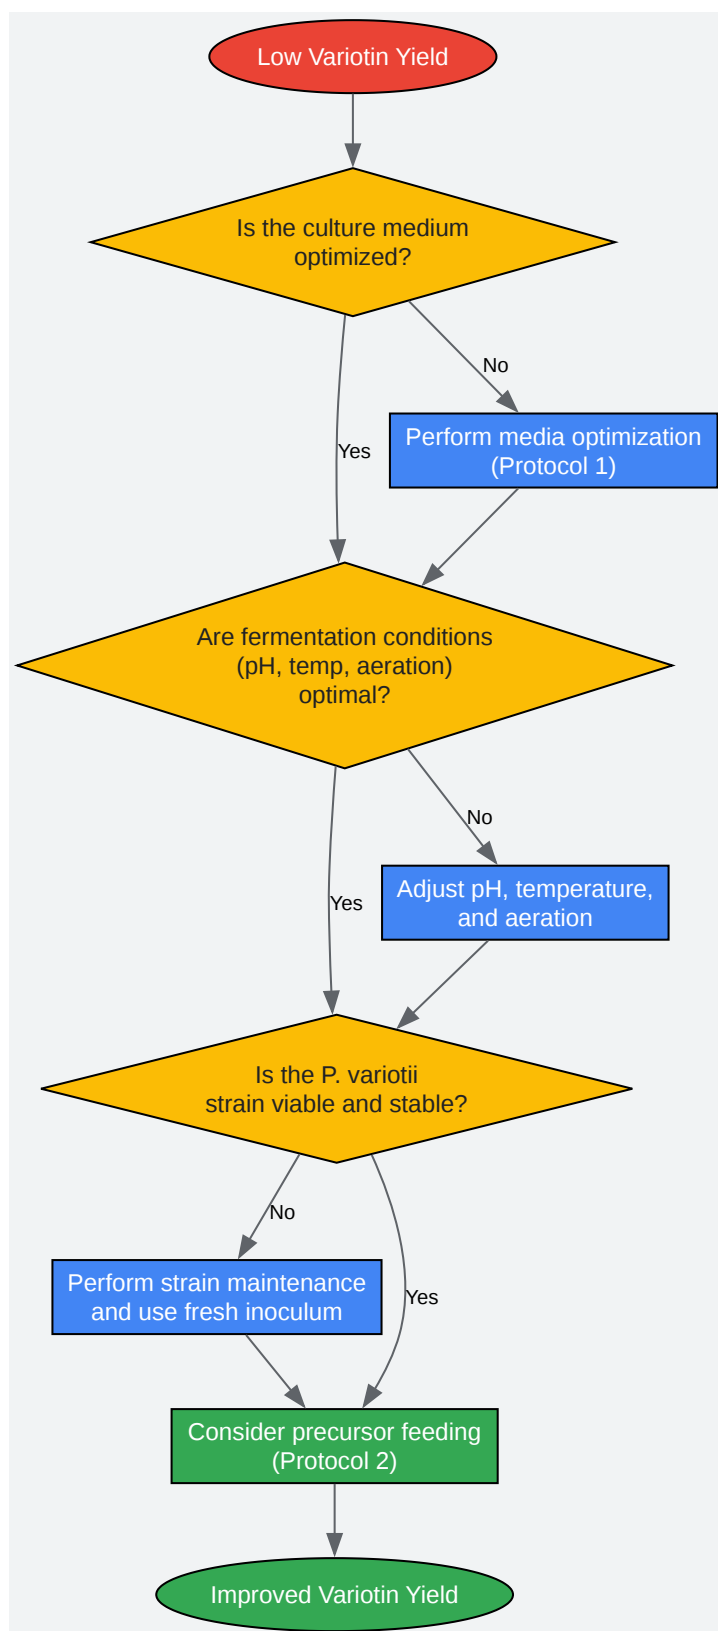 Low Variotin Yield
Is the culture medium
optimized?
No
Perform media optimization
(Protocol 1)
Yes
Are fermentation conditions
(pH, temp, aeration)
optimal?
No
Adjust pH, temperature,
and aeration
Yes
Is the P. variotii
strain viable and stable?
No
Perform strain maintenance
and use fresh inoculum
Yes
Consider precursor feeding
(Protocol 2)
Improved Variotin Yield